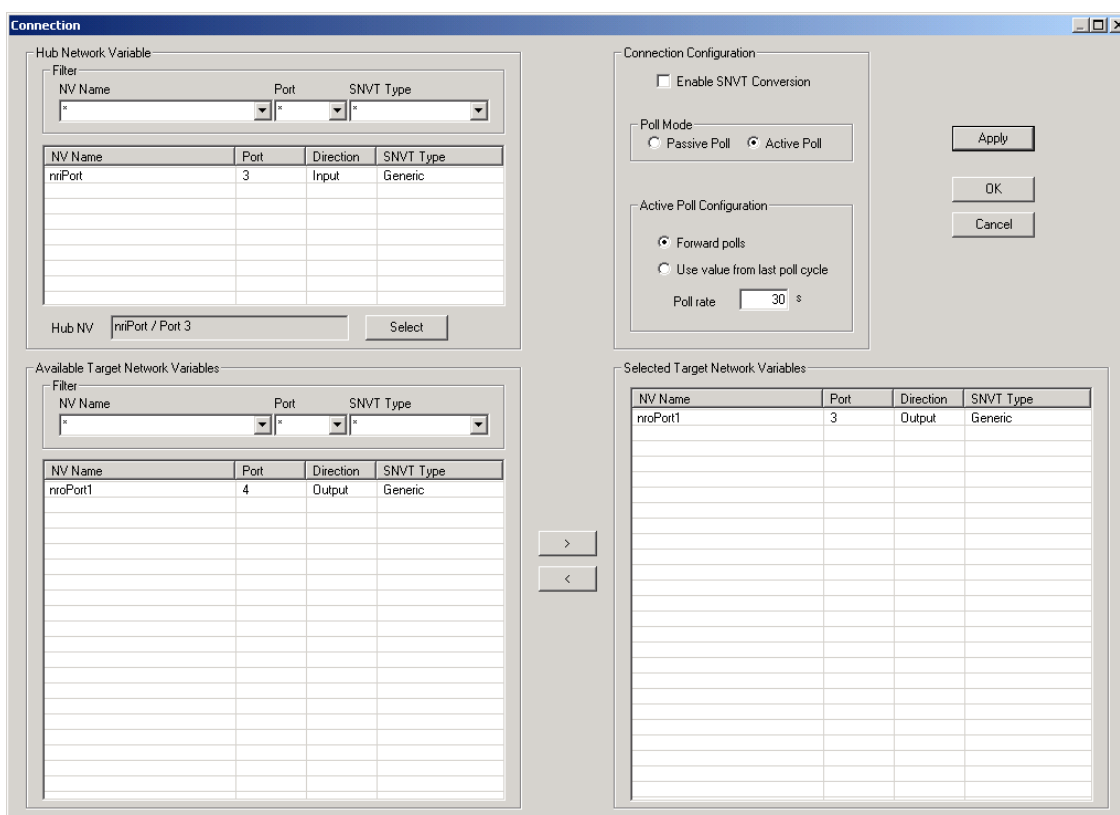 Connection
Hub Network Variable
Filter
NV Name Port SNVT Type
* * *
NV Name Port Direction SNVT Type
nriPort 3 Input Generic
Hub NV nriPort / Port 3 Select
Connection Configuration
Enable SNVT Conversion
Poll Mode
Passive Poll Active Poll
Active Poll Configuration
Forward polls
Use value from last poll cycle
Poll rate 30 s
Apply
OK
Cancel
Available Target Network Variables
Filter
NV Name Port SNVT Type
* * *
NV Name Port Direction SNVT Type
nroPort1 4 Output Generic
>
<
Selected Target Network Variables
NV Name Port Direction SNVT Type
nroPort1 3 Output Generic